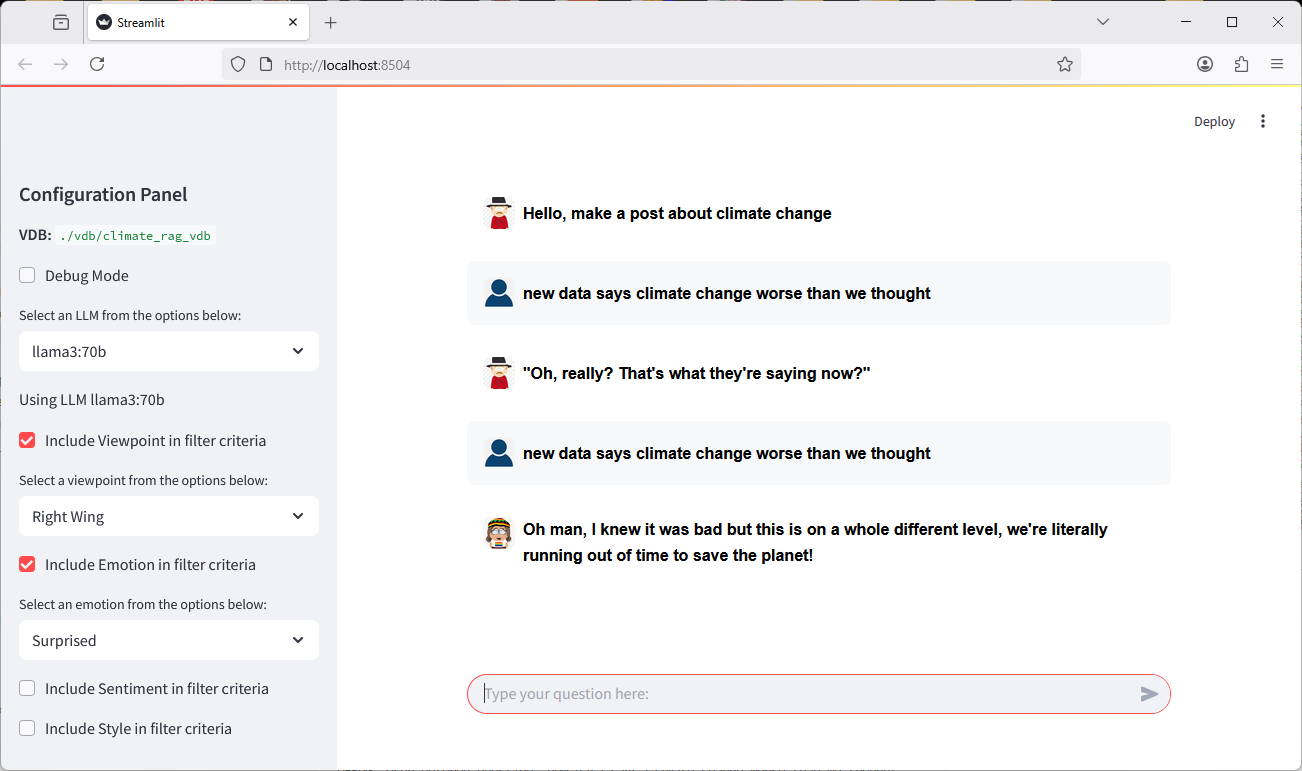 Streamlit
http://localhost:8504
Deploy
Configuration Panel
VDB: ./vdb/climate_rag_vdb
Debug Mode
Select an LLM from the options below:
llama3:70b
Using LLM llama3:70b
Include Viewpoint in filter criteria
Select a viewpoint from the options below:
Right Wing
Include Emotion in filter criteria
Select an emotion from the options below:
Surprised
Include Sentiment in filter criteria
Include Style in filter criteria
Hello, make a post about climate change
new data says climate change worse than we thought
"Oh, really? That's what they're saying now?"
new data says climate change worse than we thought
Oh man, I knew it was bad but this is on a whole different level, we're literally
running out of time to save the planet!
Type your question here: